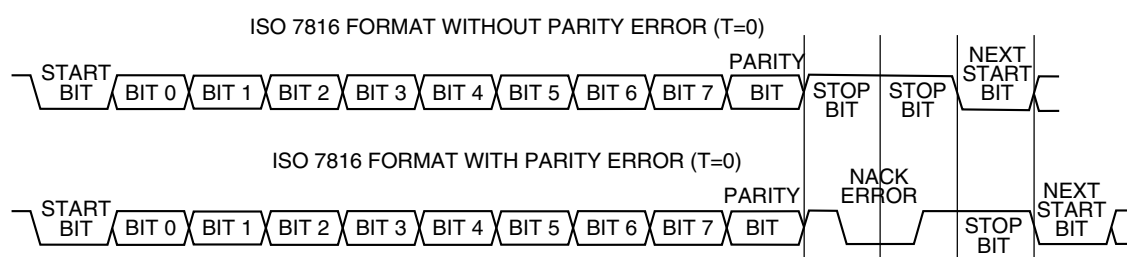 ISO 7816 FORMAT WITHOUT PARITY ERROR (T=0)
START BIT BIT 0 BIT 1 BIT 2 BIT 3 BIT 4 BIT 5 BIT 6 BIT 7 PARITY BIT STOP BIT STOP BIT NEXT START BIT
ISO 7816 FORMAT WITH PARITY ERROR (T=0)
START BIT BIT 0 BIT 1 BIT 2 BIT 3 BIT 4 BIT 5 BIT 6 BIT 7 PARITY BIT NACK ERROR STOP BIT NEXT START BIT